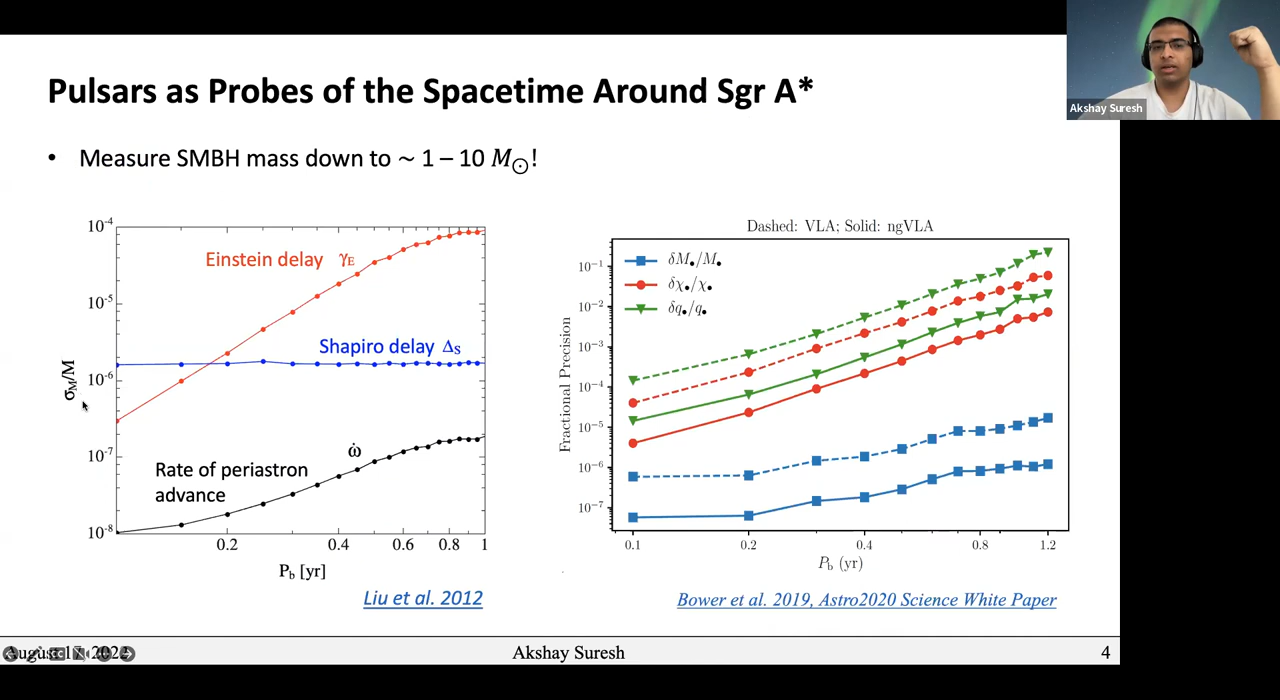 Akshay Suresh
Pulsars as Probes of the Spacetime Around Sgr A*
• Measure SMBH mass down to ~ 1 – 10 M⊙!
10⁻⁴
10⁻⁵
10⁻⁶
10⁻⁷
10⁻⁸
σM/M
Einstein delay γE
Shapiro delay ΔS
ω̇
Rate of periastron
advance
0.2 0.4 0.6 0.8 1
Pb [yr]
Liu et al. 2012
Dashed: VLA; Solid: ngVLA
δM•/M•
δχ•/χ•
δq•/q•
10⁻¹
10⁻²
10⁻³
10⁻⁴
10⁻⁵
10⁻⁶
10⁻⁷
Fractional Precision
0.1 0.2 0.4 0.8 1.2
Pb (yr)
Bower et al. 2019, Astro2020 Science White Paper
Akshay Suresh
4